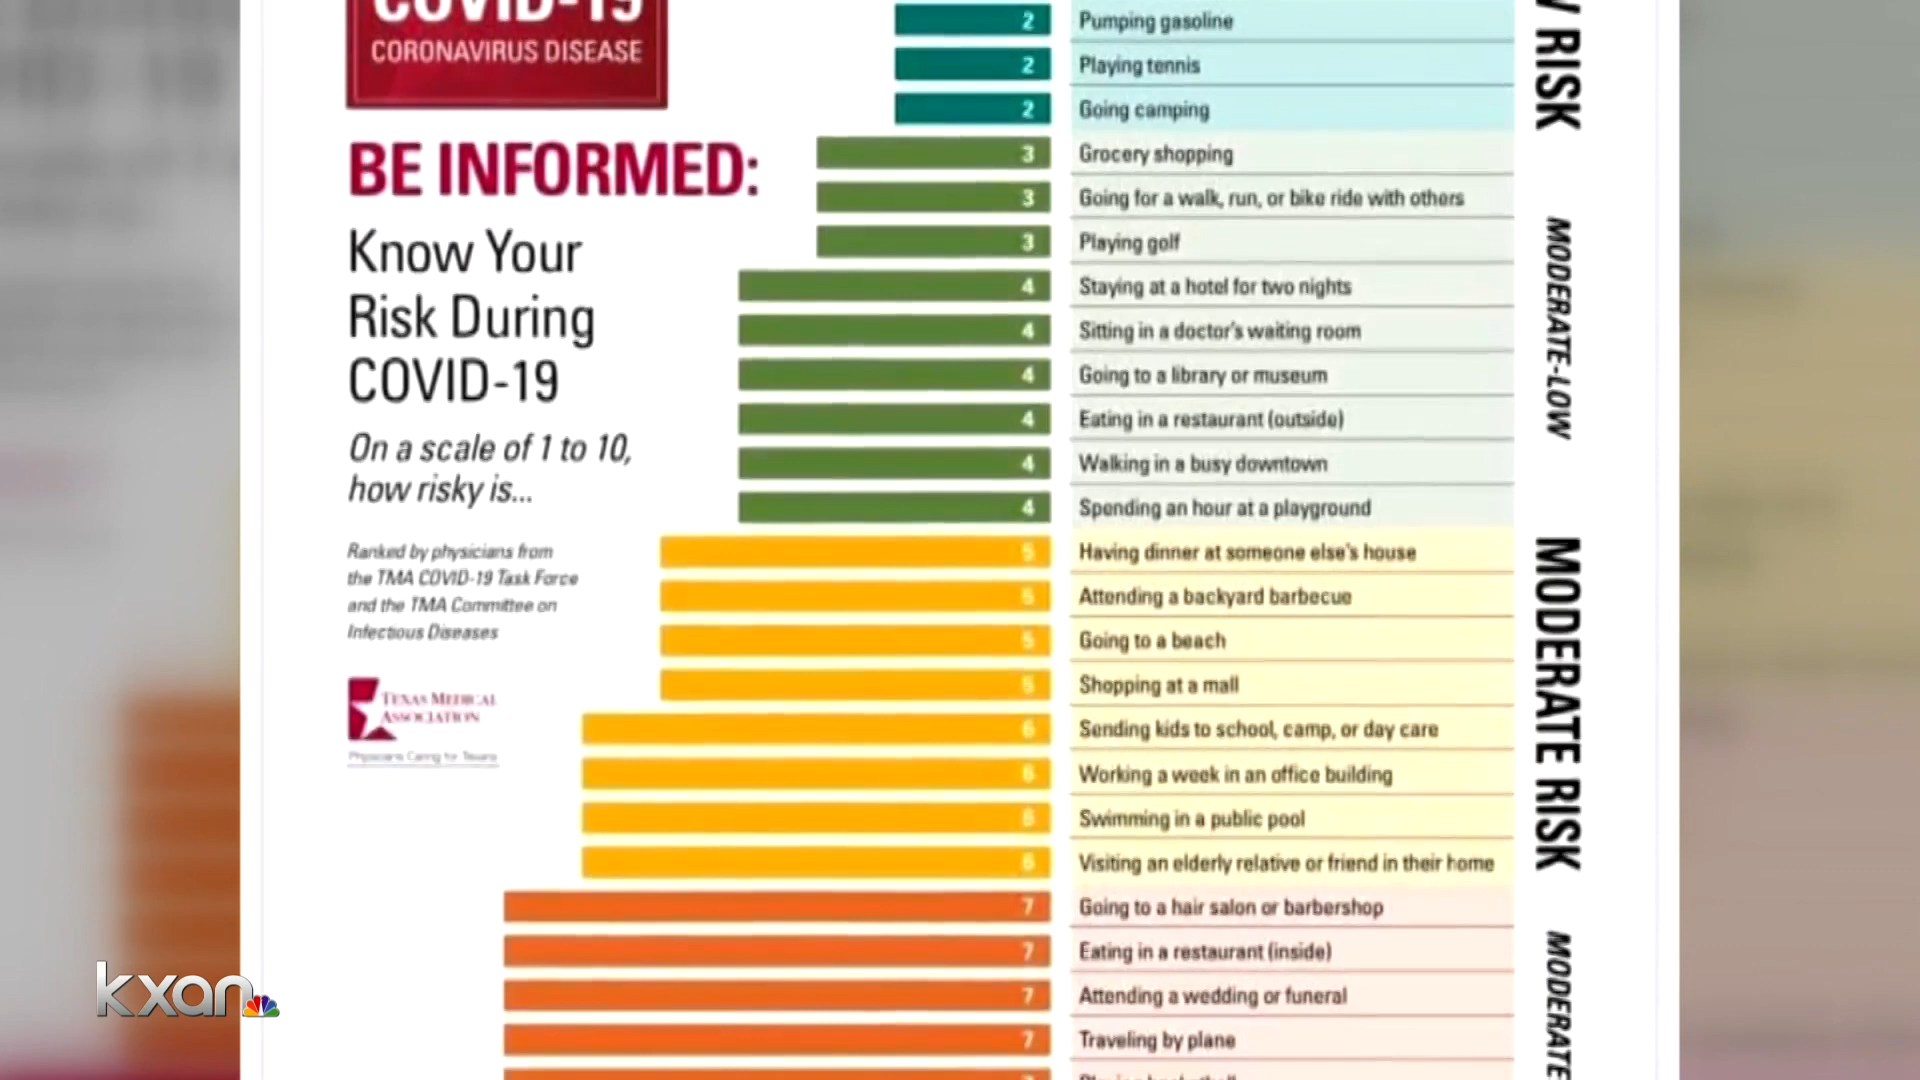 COVID-19
CORONAVIRUS DISEASE
BE INFORMED:
Know Your
Risk During
COVID-19
On a scale of 1 to 10,
how risky is...
Ranked by physicians from
the TMA COVID-19 Task Force
and the TMA Committee on
Infectious Diseases
TEXAS MEDICAL
ASSOCIATION
Physicians Caring for Texans
2 Pumping gasoline
2 Playing tennis
2 Going camping
3 Grocery shopping
3 Going for a walk, run, or bike ride with others
3 Playing golf
4 Staying at a hotel for two nights
4 Sitting in a doctor's waiting room
4 Going to a library or museum
4 Eating in a restaurant (outside)
4 Walking in a busy downtown
4 Spending an hour at a playground
5 Having dinner at someone else's house
5 Attending a backyard barbecue
5 Going to a beach
5 Shopping at a mall
6 Sending kids to school, camp, or day care
6 Working a week in an office building
6 Swimming in a public pool
6 Visiting an elderly relative or friend in their home
7 Going to a hair salon or barbershop
7 Eating in a restaurant (inside)
7 Attending a wedding or funeral
7 Traveling by plane
RISK
MODERATE-LOW
MODERATE RISK
MODERATE
kxan